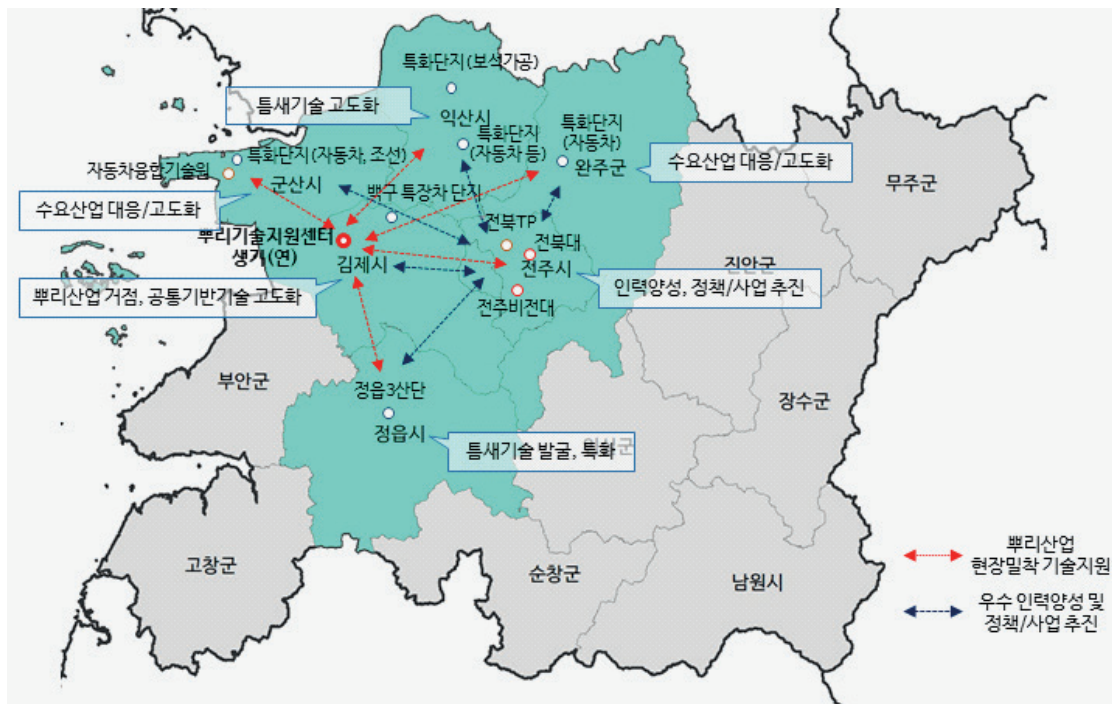 특화단지(보석가공)
틈새기술 고도화
익산시
특화단지
(자동차 등)
특화단지
(자동차)
완주군
수요산업 대응/고도화
무주군
특화단지(자동차, 조선)
자동차융합기술원
군산시
백구 특장차 단지
수요산업 대응/고도화
뿌리기술지원센터
생기(연)
김제시
전북TP
전북대
전주시
전주비전대
진안군
인력양성, 정책/사업 추진
뿌리산업 거점, 공통기반기술 고도화
부안군
정읍3산단
정읍시
틈새기술 발굴, 특화
장수군
고창군
순창군
남원시
뿌리산업
현장밀착 기술지원
우수 인력양성 및
정책/사업 추진